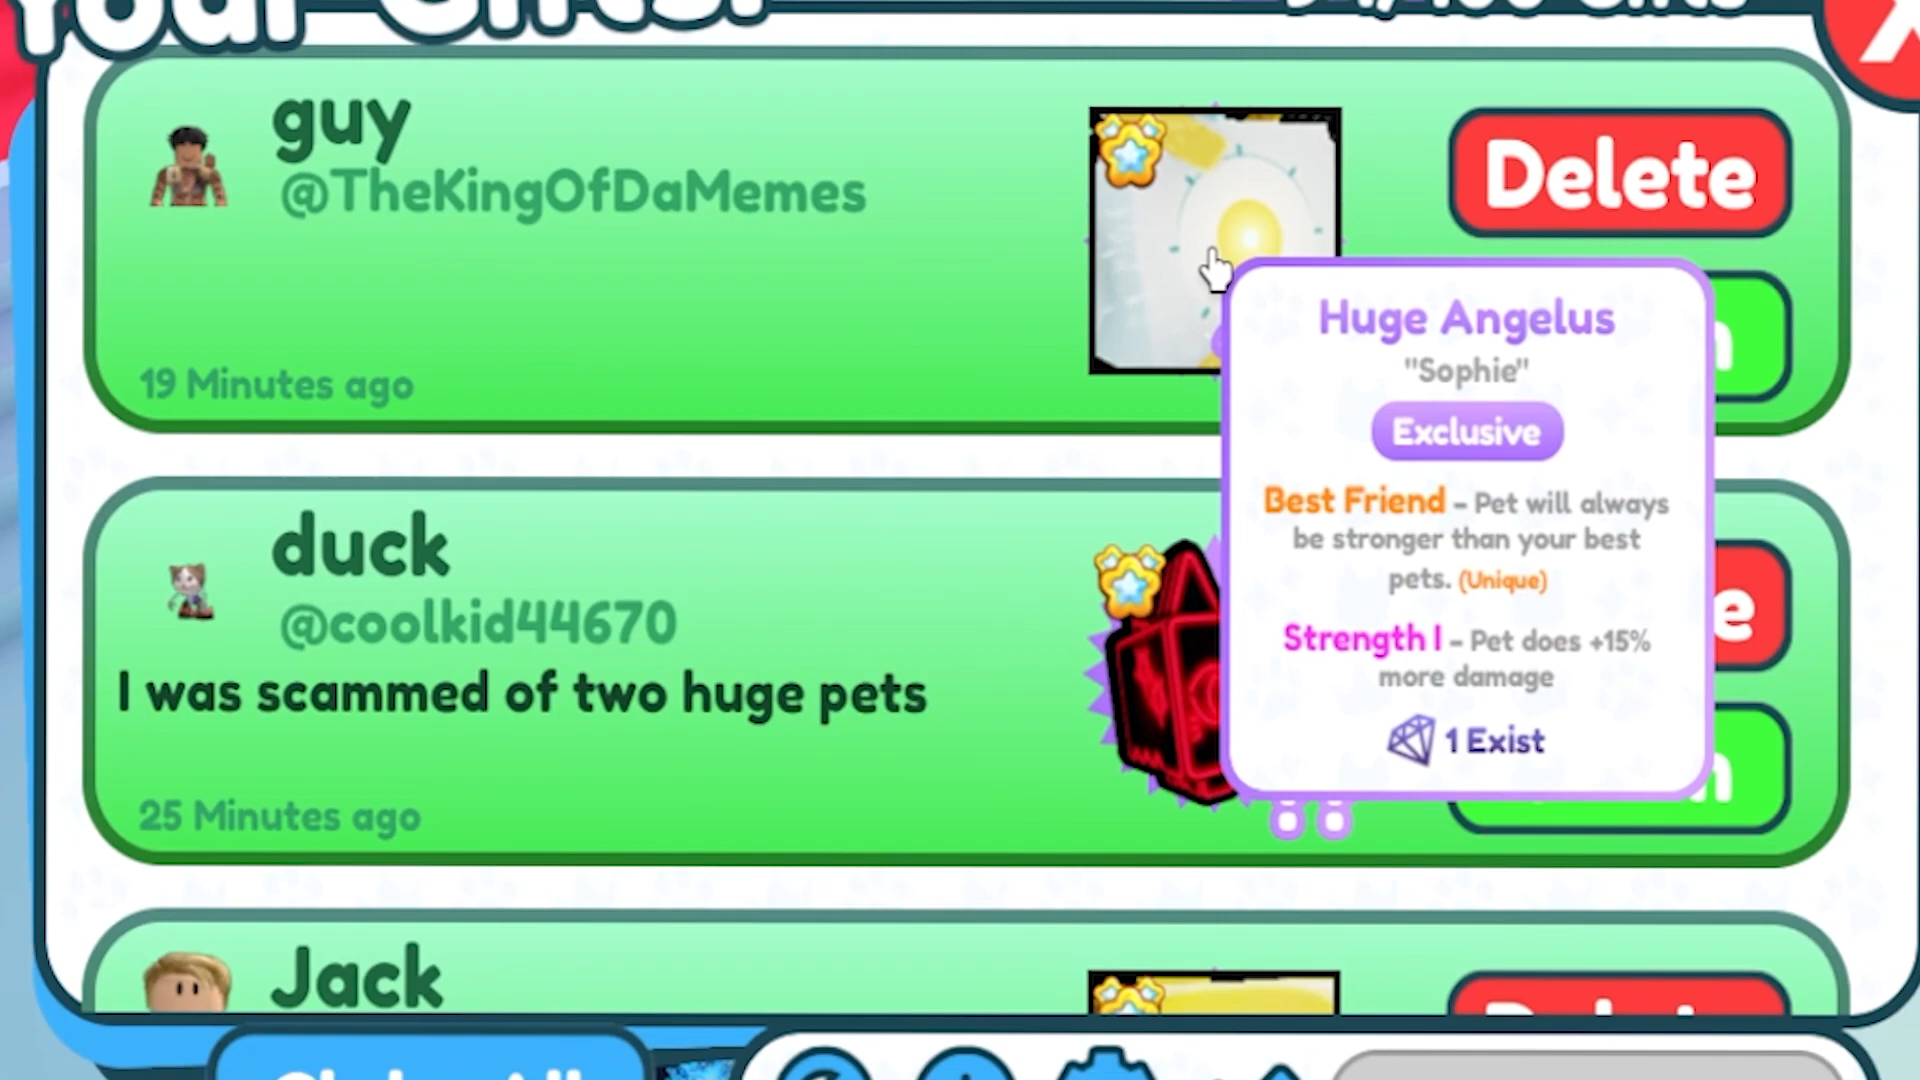 Your Gifts!
guy
@TheKingOfDaMemes
19 Minutes ago
Delete
Huge Angelus
"Sophie"
Exclusive
Best Friend - Pet will always
be stronger than your best
pets. (Unique)
Strength I - Pet does +15%
more damage
1 Exist
duck
@coolkid44670
I was scammed of two huge pets
25 Minutes ago
Jack